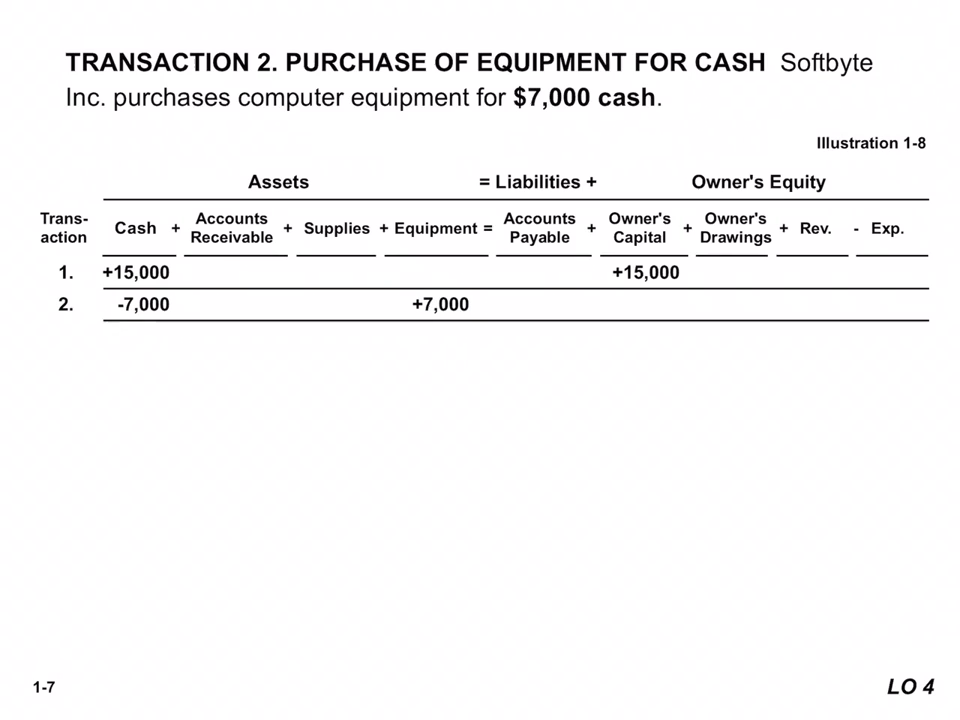 TRANSACTION 2. PURCHASE OF EQUIPMENT FOR CASH Softbyte
Inc. purchases computer equipment for $7,000 cash.
Illustration 1-8
Assets = Liabilities + Owner's Equity
Trans-
action
Cash + Accounts
Receivable + Supplies + Equipment = Accounts
Payable + Owner's
Capital + Owner's
Drawings + Rev. - Exp.
1. +15,000 +15,000
2. -7,000 +7,000
1-7
LO 4